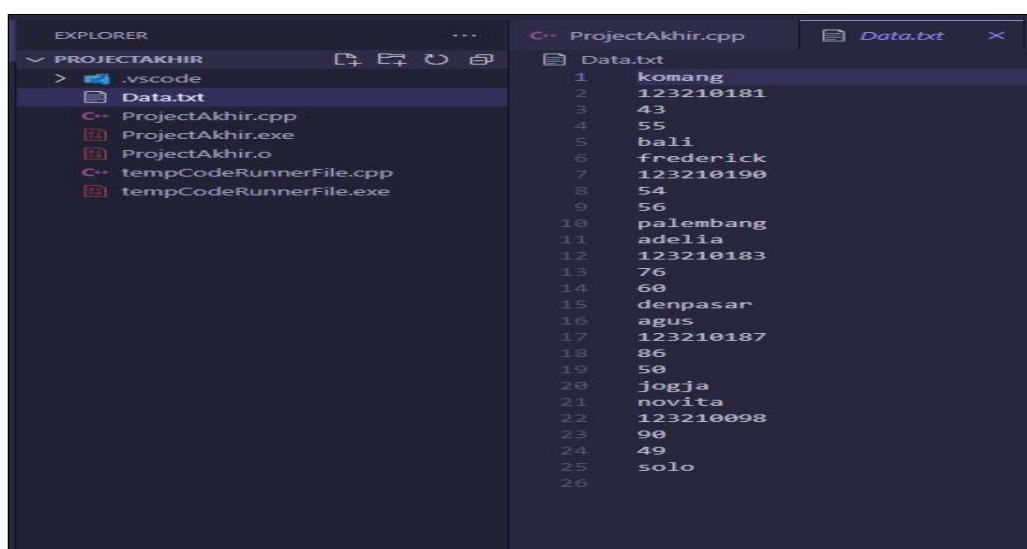 EXPLORER
PROJECTAKHIR
.vscode
Data.txt
C++ ProjectAkhir.cpp
ProjectAkhir.exe
ProjectAkhir.o
C++ tempCodeRunnerFile.cpp
tempCodeRunnerFile.exe
C++ ProjectAkhir.cpp Data.txt
Data.txt
1 komang
2 123210181
3 43
4 55
5 bali
6 frederick
7 123210190
8 54
9 56
10 palembang
11 adelia
12 123210183
13 76
14 60
15 denpasar
16 agus
17 123210187
18 86
19 50
20 jogja
21 novita
22 123210098
23 90
24 49
25 solo
26